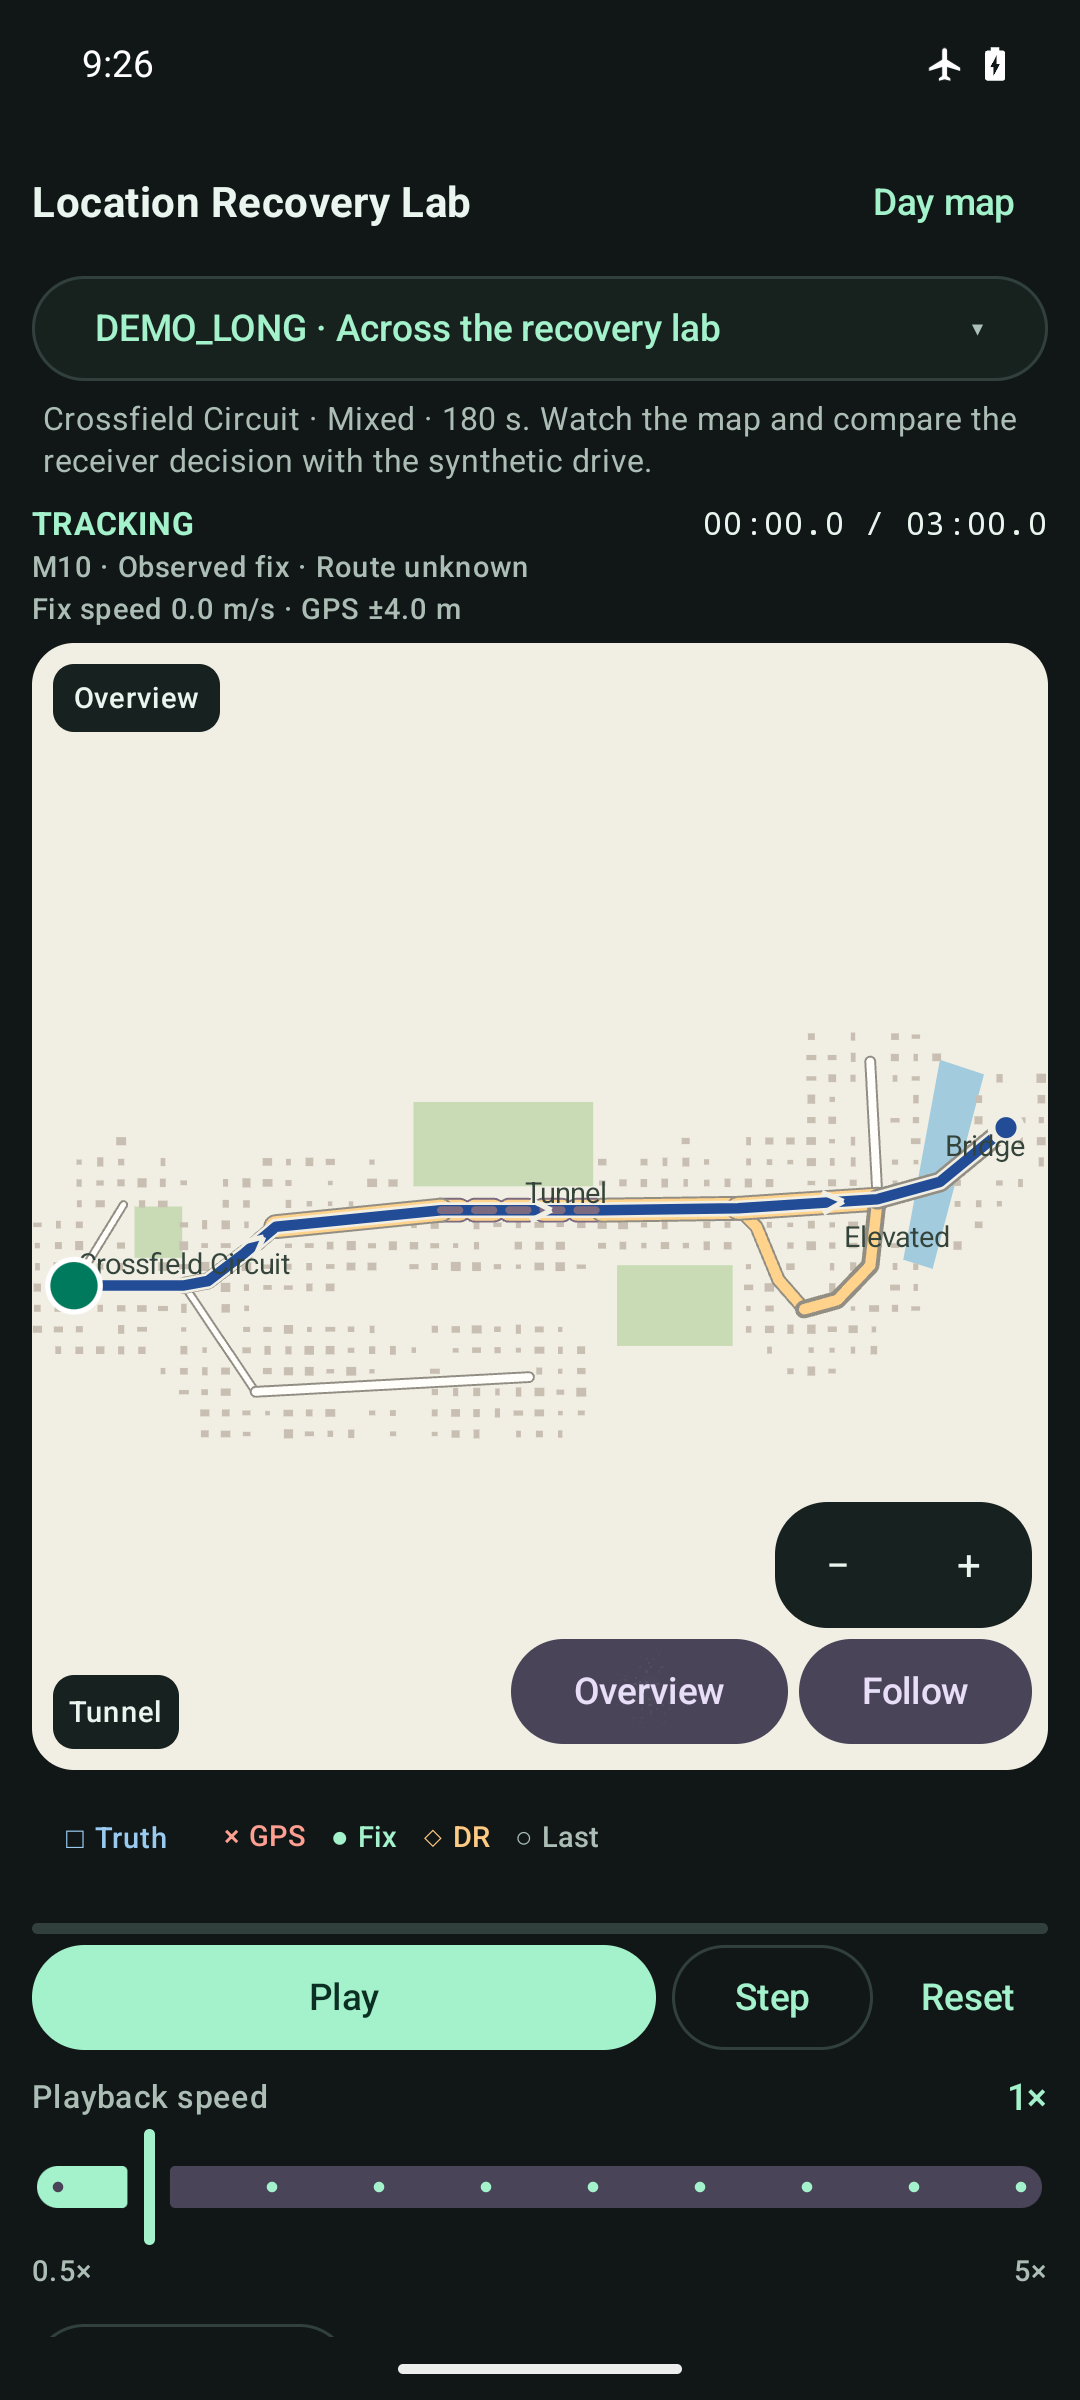 9:26
Location Recovery Lab
Day map
DEMO_LONG · Across the recovery lab
Crossfield Circuit · Mixed · 180 s. Watch the map and compare the
receiver decision with the synthetic drive.
TRACKING
00:00.0 / 03:00.0
M10 · Observed fix · Route unknown
Fix speed 0.0 m/s · GPS ±4.0 m
Overview
Bridge
Tunnel
Elevated
Crossfield Circuit
− +
Overview
Follow
Tunnel
Truth
× GPS
Fix
DR
Last
Play
Step
Reset
Playback speed
1×
0.5×
5×